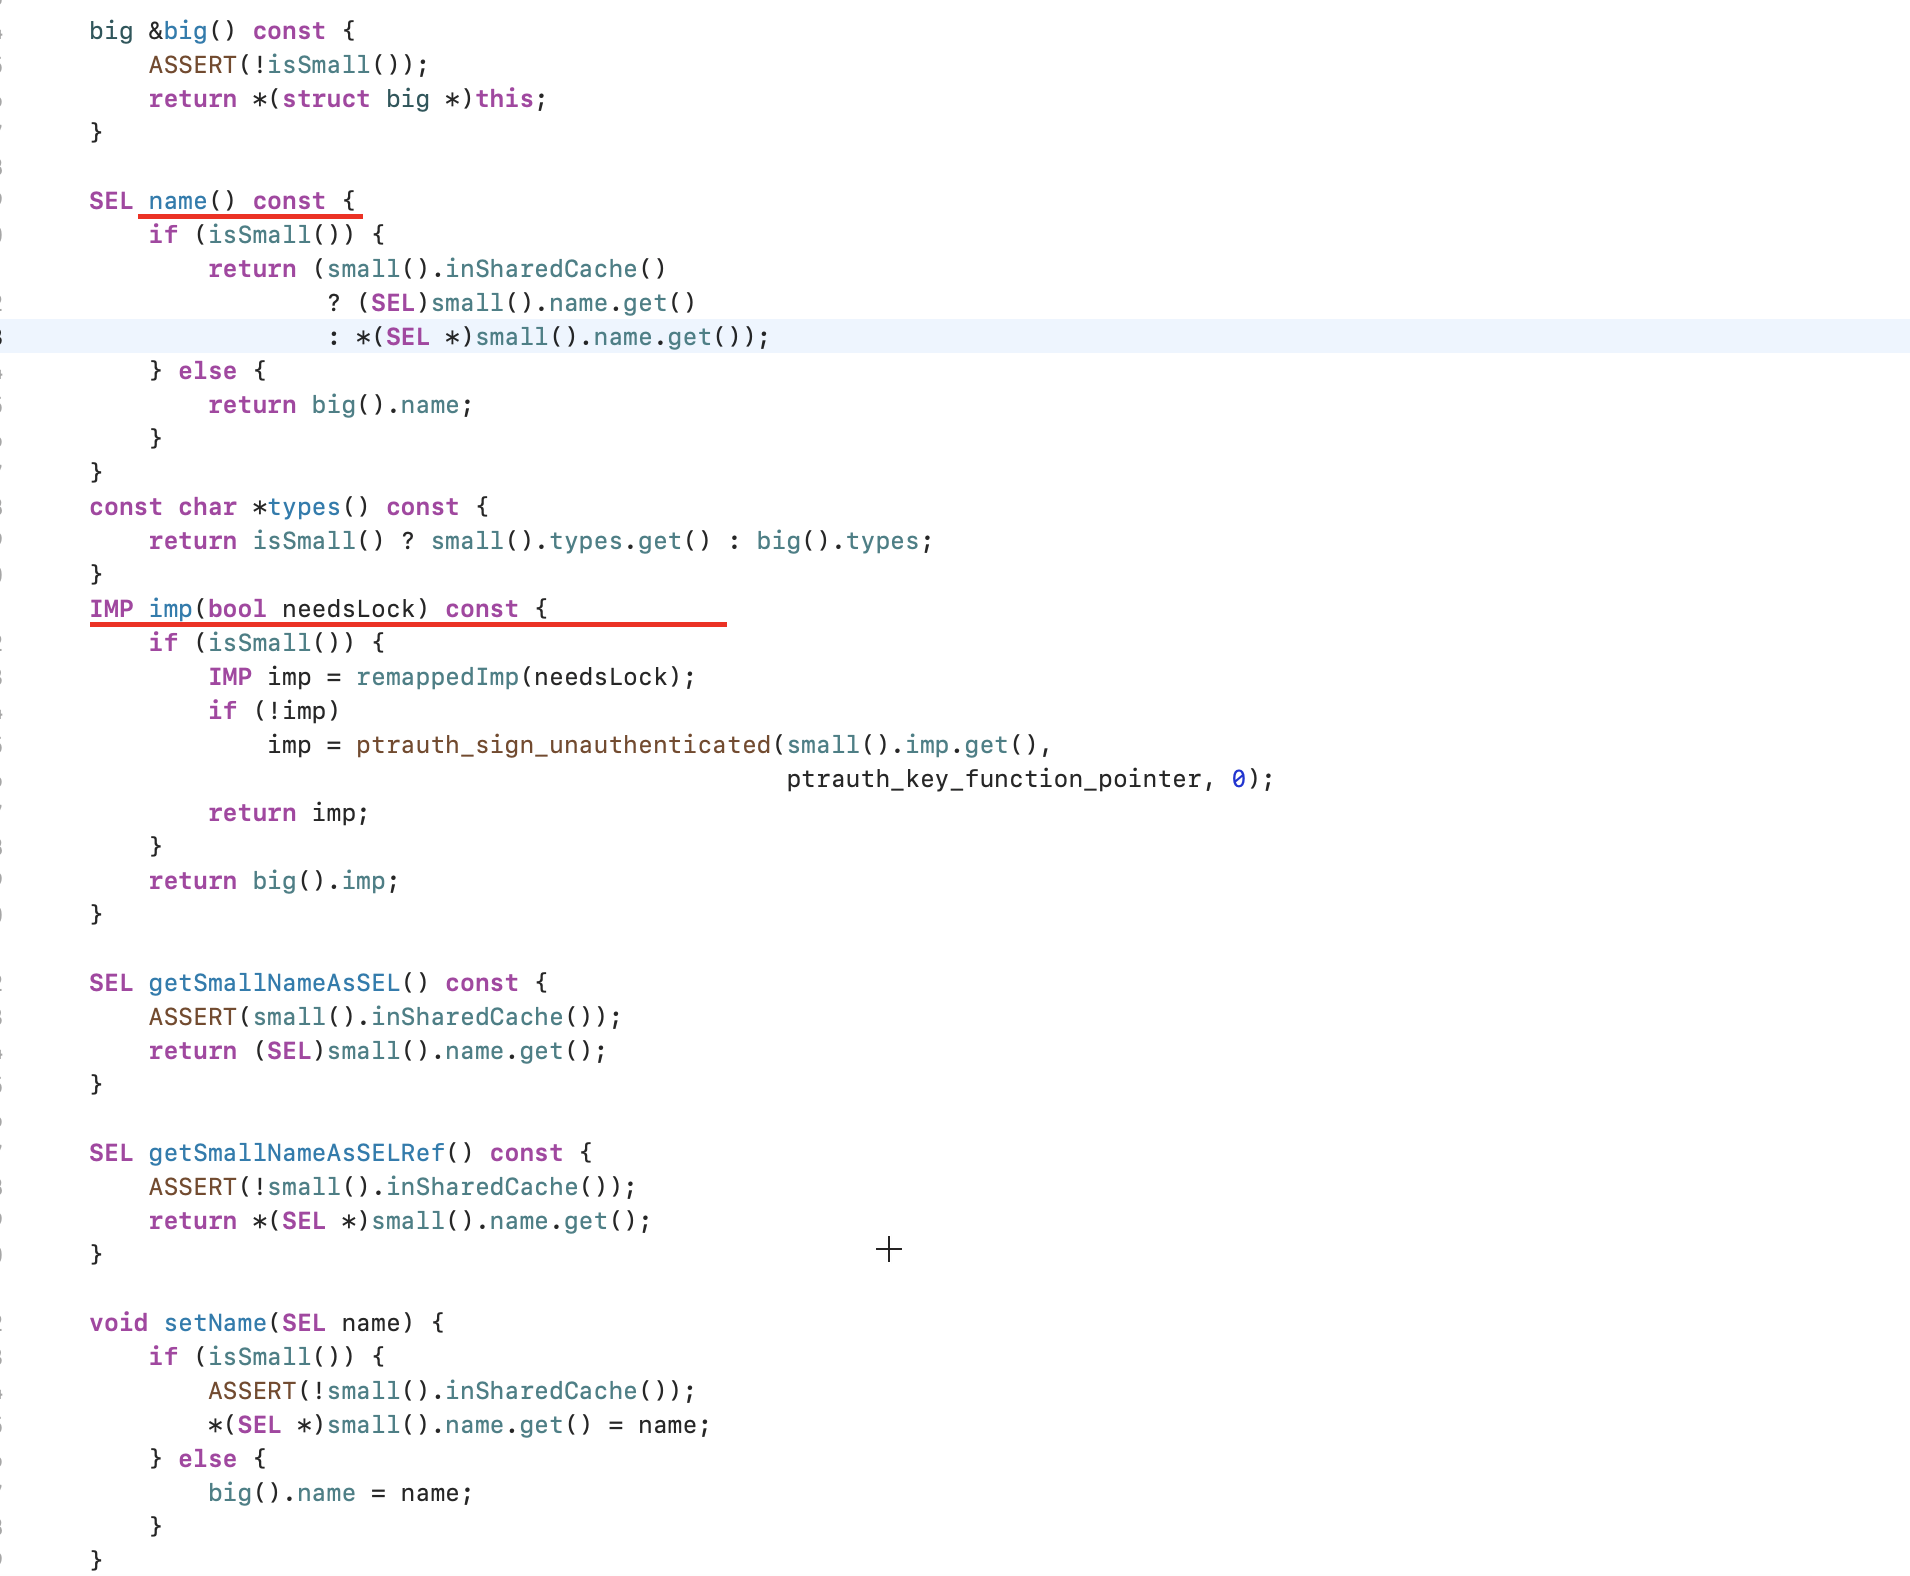 big &big() const {
ASSERT(!isSmall());
return *(struct big *)this;
}
SEL name() const {
if (isSmall()) {
return (small().inSharedCache()
? (SEL)small().name.get()
: *(SEL *)small().name.get());
} else {
return big().name;
}
}
const char *types() const {
return isSmall() ? small().types.get() : big().types;
}
IMP imp(bool needsLock) const {
if (isSmall()) {
IMP imp = remappedImp(needsLock);
if (!imp)
imp = ptrauth_sign_unauthenticated(small().imp.get(),
ptrauth_key_function_pointer, 0);
return imp;
}
return big().imp;
}
SEL getSmallNameAsSEL() const {
ASSERT(small().inSharedCache());
return (SEL)small().name.get();
}
SEL getSmallNameAsSELRef() const {
ASSERT(!small().inSharedCache());
return *(SEL *)small().name.get();
}
void setName(SEL name) {
if (isSmall()) {
ASSERT(!small().inSharedCache());
*(SEL *)small().name.get() = name;
} else {
big().name = name;
}
}